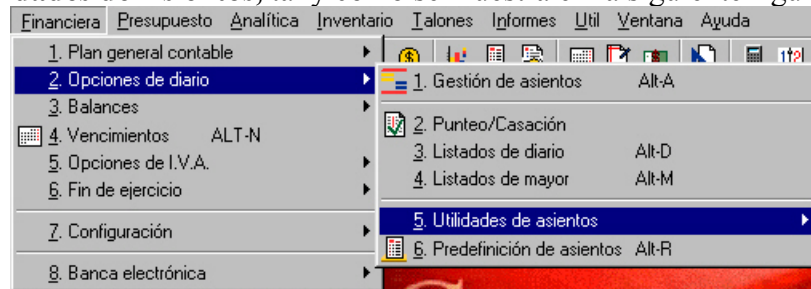 Financiera Presupuesto Analítica Inventario Talones Informes Util Ventana Ayuda
1. Plan general contable
2. Opciones de diario
3. Balances
4. Vencimientos ALT-N
5. Opciones de I.V.A.
6. Fin de ejercicio
7. Configuración
8. Banca electrónica
1. Gestión de asientos Alt-A
2. Punteo/Casación
3. Listados de diario Alt-D
4. Listados de mayor Alt-M
5. Utilidades de asientos
6. Predefinición de asientos Alt-R